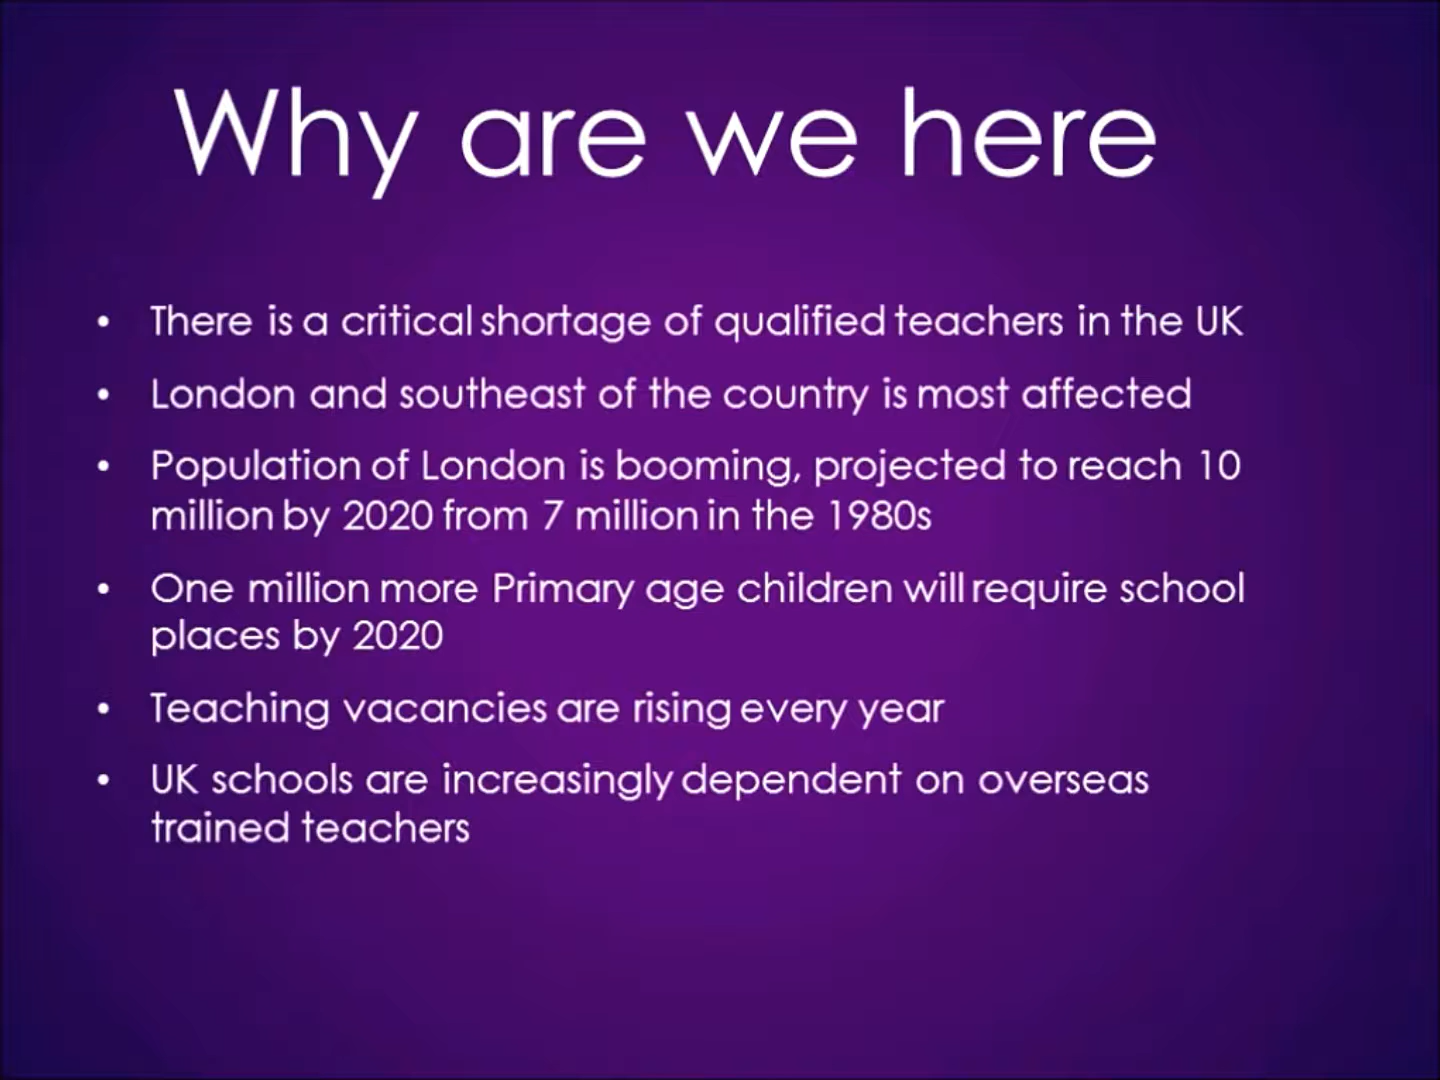 Why are we here
• There is a critical shortage of qualified teachers in the UK
• London and southeast of the country is most affected
• Population of London is booming, projected to reach 10
million by 2020 from 7 million in the 1980s
• One million more Primary age children will require school
places by 2020
• Teaching vacancies are rising every year
• UK schools are increasingly dependent on overseas
trained teachers